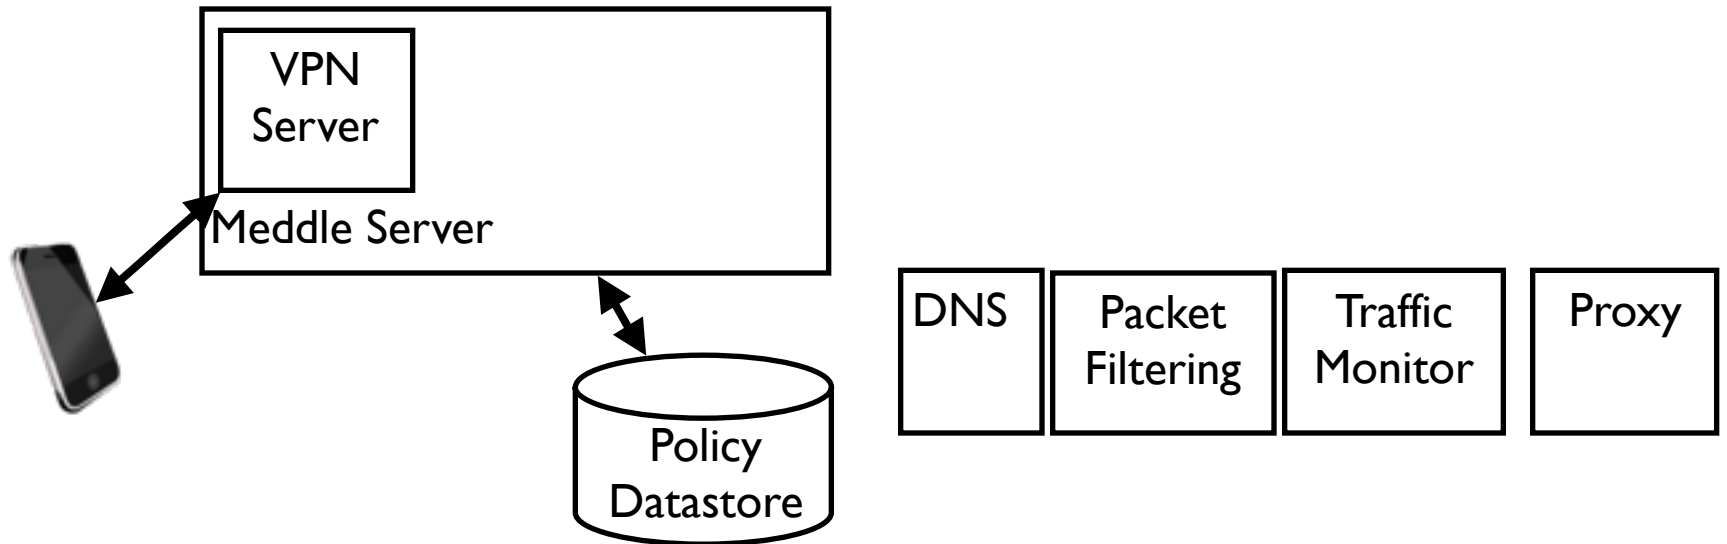 VPN
Server
Meddle Server
DNS
Packet
Filtering
Traffic
Monitor
Proxy
Policy
Datastore